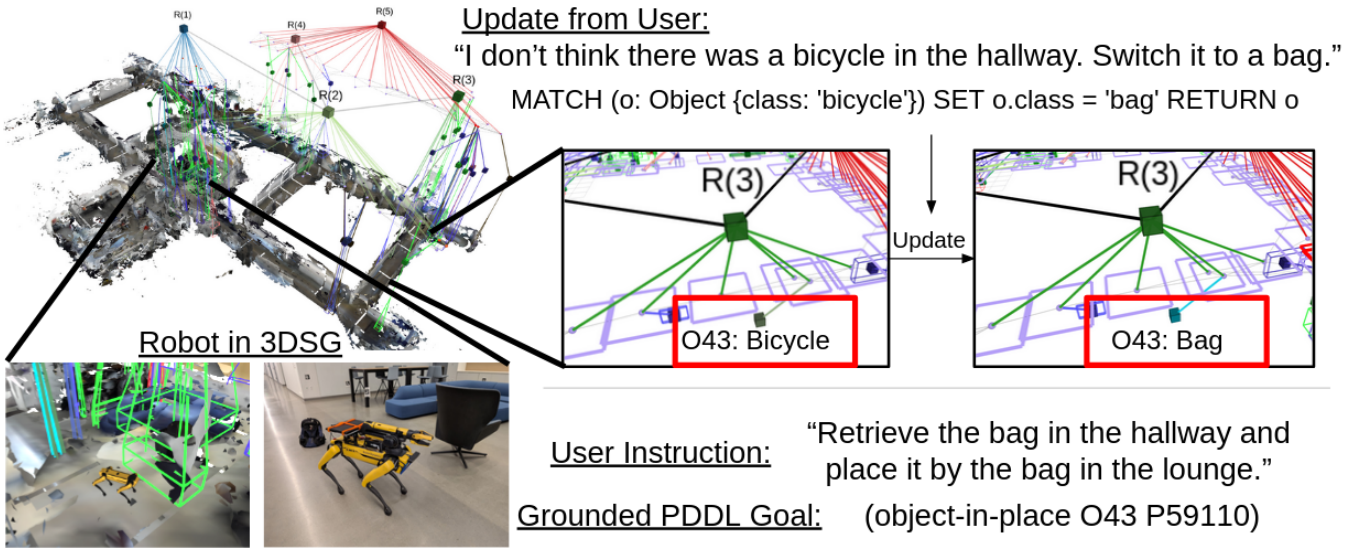 R(1)
R(4)
R(5)
R(2)
R(3)
Update from User:
“I don’t think there was a bicycle in the hallway. Switch it to a bag.”
MATCH (o: Object {class: 'bicycle'}) SET o.class = 'bag' RETURN o
R(3)
O43: Bicycle
Update
R(3)
O43: Bag
Robot in 3DSG
User Instruction:
“Retrieve the bag in the hallway and
place it by the bag in the lounge.”
Grounded PDDL Goal:
(object-in-place O43 P59110)